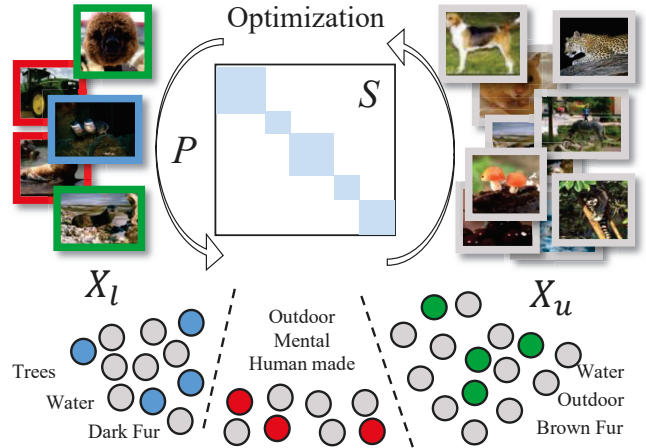 Optimization
S
P
X_l
X_u
Outdoor
Mental
Human made
Trees
Water
Dark Fur
Water
Outdoor
Brown Fur